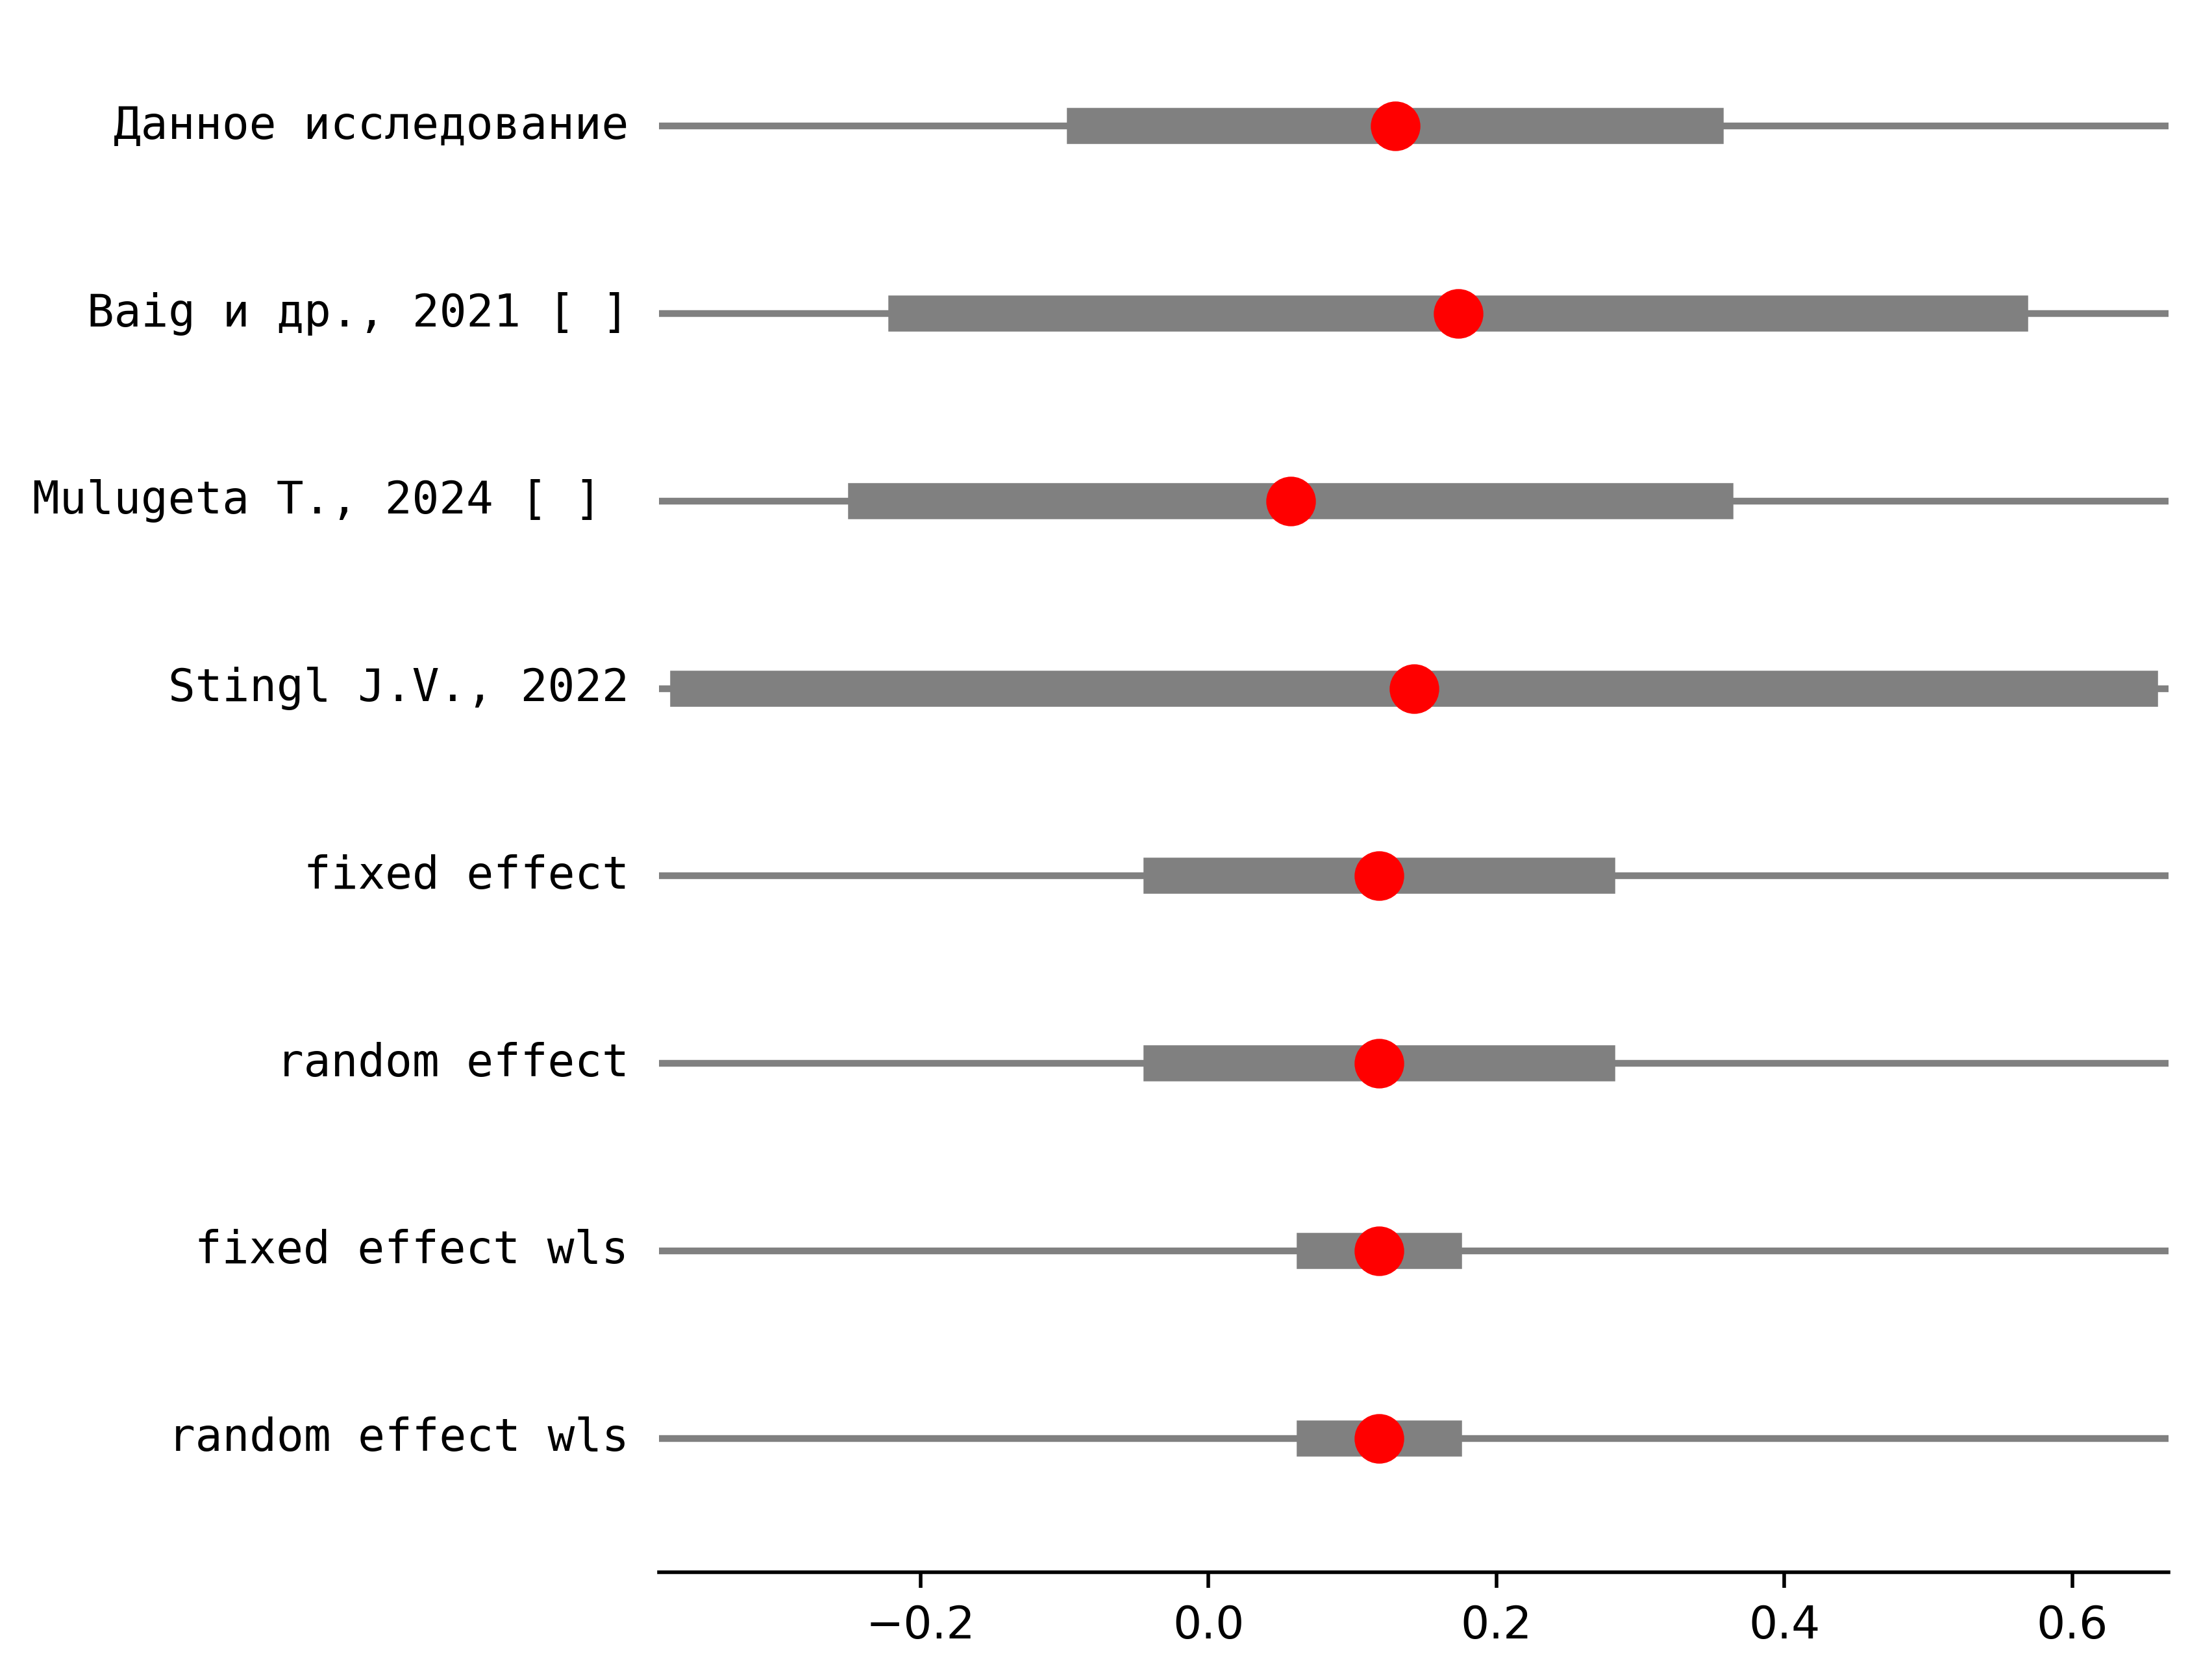 Данное исследование
Baig и др., 2021 [ ]
Mulugeta T., 2024 [ ]
Stingl J.V., 2022
fixed effect
random effect
fixed effect wls
random effect wls
−0.2 0.0 0.2 0.4 0.6